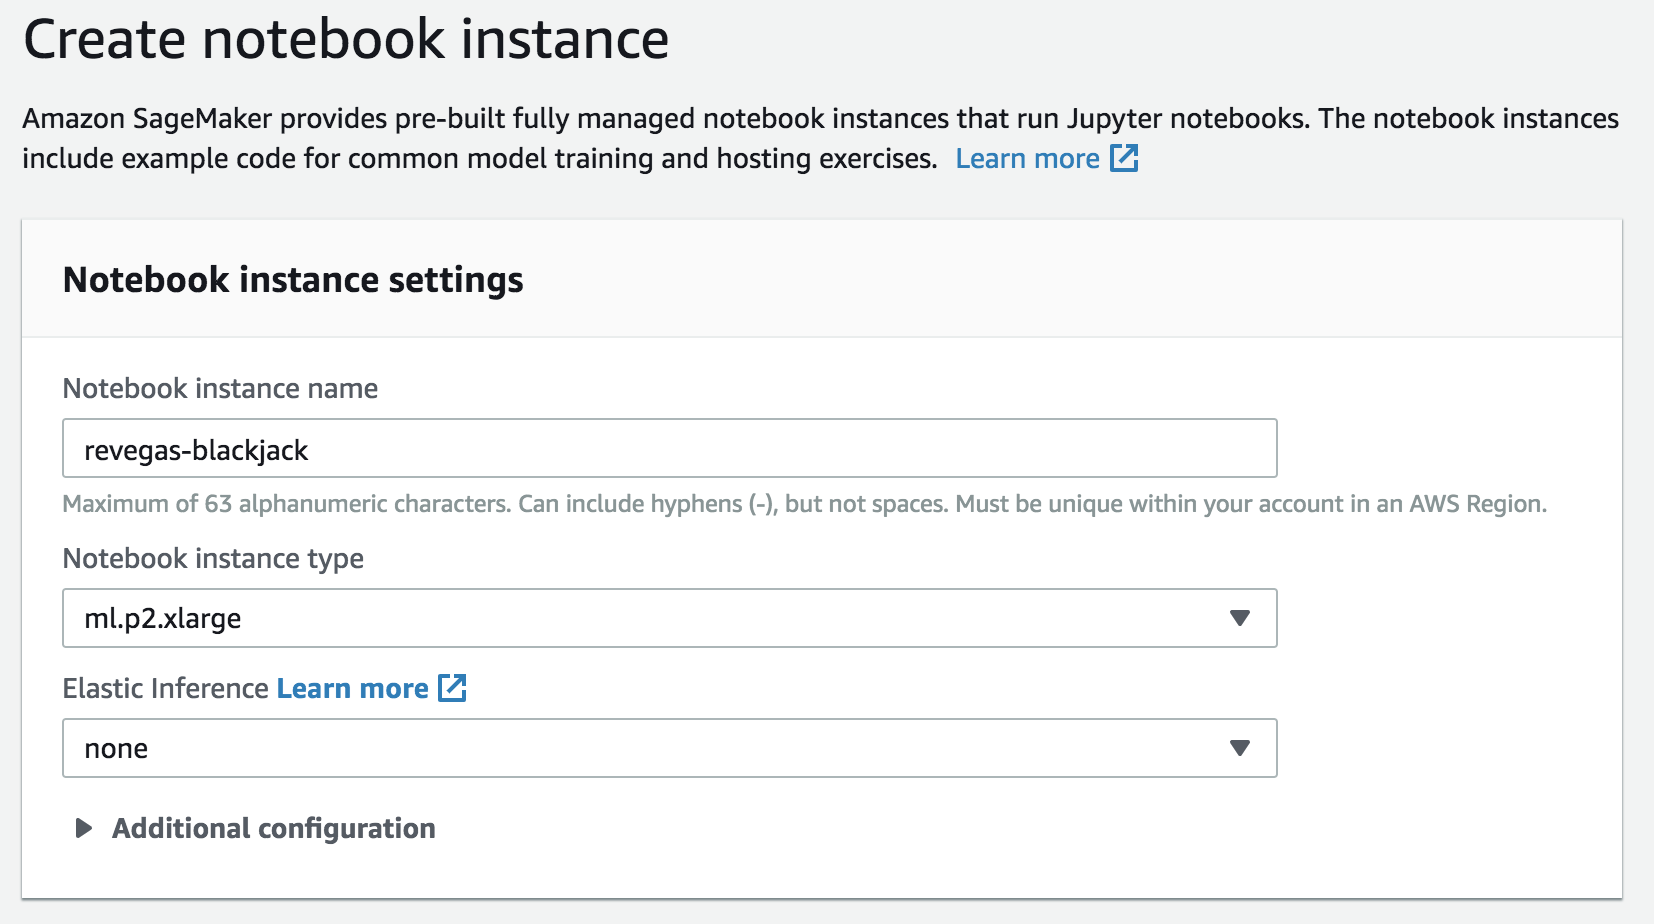 Create notebook instance
Amazon SageMaker provides pre-built fully managed notebook instances that run Jupyter notebooks. The notebook instances
include example code for common model training and hosting exercises. Learn more
Notebook instance settings
Notebook instance name
revegas-blackjack
Maximum of 63 alphanumeric characters. Can include hyphens (-), but not spaces. Must be unique within your account in an AWS Region.
Notebook instance type
ml.p2.xlarge
Elastic Inference Learn more
none
Additional configuration